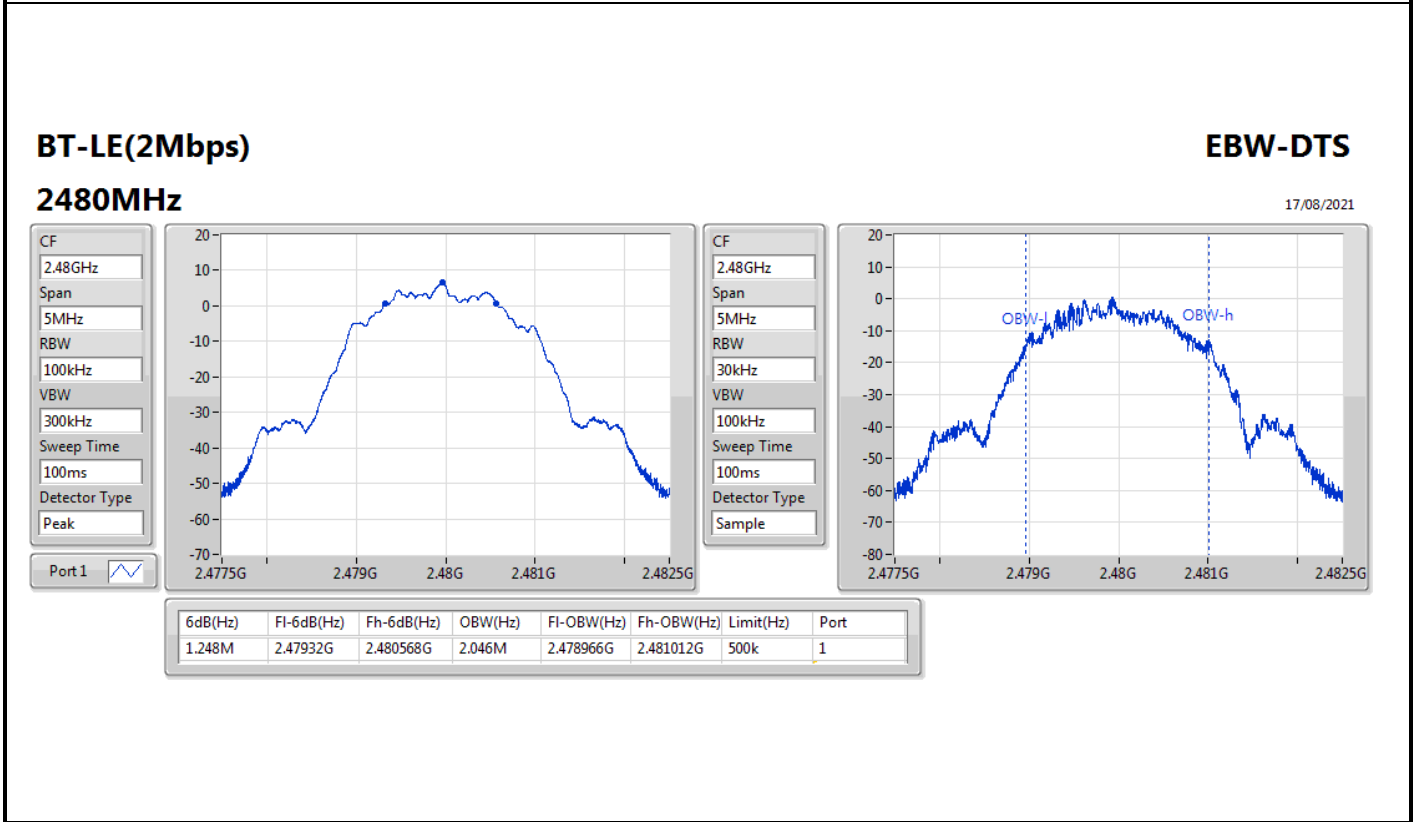 BT-LE(2Mbps)
EBW-DTS
2480MHz
17/08/2021
CF
2.48GHz
Span
5MHz
RBW
100kHz
VBW
300kHz
Sweep Time
100ms
Detector Type
Peak
Port 1
20
10
0
-10
-20
-30
-40
-50
-60
-70
2.4775G 2.479G 2.48G 2.481G 2.4825G
CF
2.48GHz
Span
5MHz
RBW
30kHz
VBW
100kHz
Sweep Time
100ms
Detector Type
Sample
20
10
0
-10
-20
-30
-40
-50
-60
-70
-80
OBW-l OBW-h
2.4775G 2.479G 2.48G 2.481G 2.4825G
6dB(Hz) Fl-6dB(Hz) Fh-6dB(Hz) OBW(Hz) Fl-OBW(Hz) Fh-OBW(Hz) Limit(Hz) Port
1.248M 2.47932G 2.480568G 2.046M 2.478966G 2.481012G 500k 1